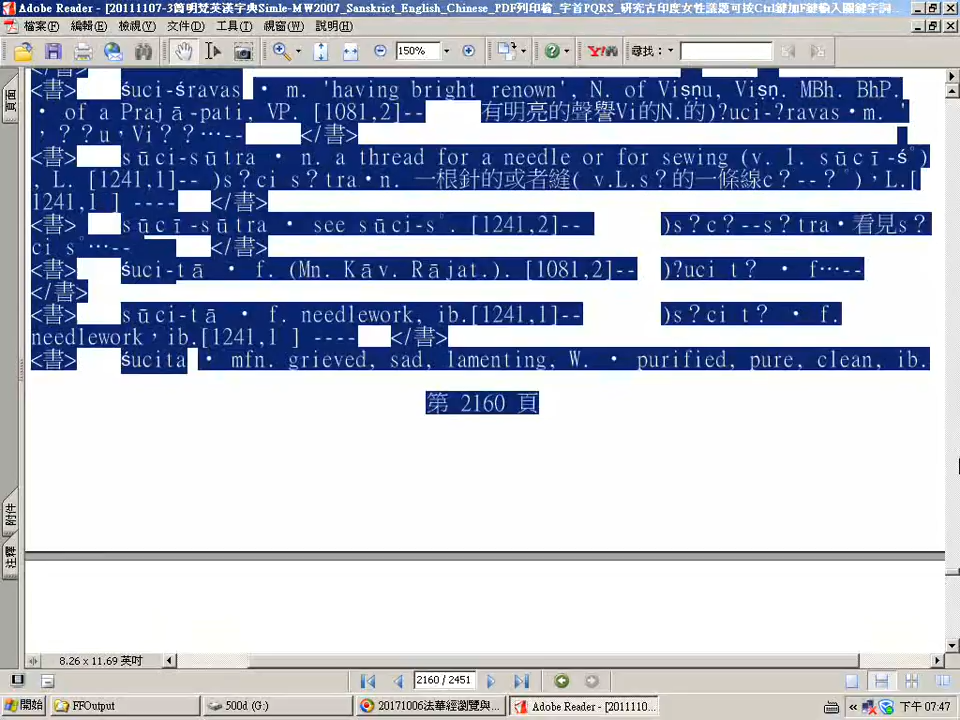 Adobe Reader - [20111107-3簡明梵英漢字典Simle-MW2007_Sanskrict_English_Chinese_PDF列印檔_字首PQRS_研究古印度女性議題可按Ctrl鍵加F鍵輸入關鍵字詞...
檔案(F) 編輯(E) 檢視(V) 文件(D) 工具(T) 視窗(W) 說明(H)
150% Y! 尋找:
頁面
</書>
<書> śuci-śravas • m. 'having bright renown', N. of Viṣṇu, Viṣṇ. MBh. BhP.
• of a Prajā-pati, VP. [1081,2]-- 有明亮的聲譽Vi的N.的)?uci-?ravas•m.'
，??u，Vi??…-- </書>
<書> sūci-sūtra • n. a thread for a needle or for sewing (v. l. sūcī-s°)
, L. [1241,1]-- )s?ci s?tra•n. 一根針的或者縫( v.L.s?的一條線c?--?°)，L.[
1241,1 ] ---- </書>
<書> sūcī-sūtra • see sūci-s°. [1241,2]-- )s?c?--s?tra•看見s?
ci s°…-- </書>
<書> śuci-tā • f. (Mn. Kāv. Rājat.). [1081,2]-- )?uci t? • f…--
</書>
<書> sūci-tā • f. needlework, ib.[1241,1]-- )s?ci t? • f.
needlework，ib.[1241,1 ] ---- </書>
<書> śucita • mfn. grieved, sad, lamenting, W. • purified, pure, clean, ib.
第 2160 頁
附件
注釋
8.26 x 11.69 英吋
2160 / 2451
開始 FFOutput 500d (G:) 20171006法華經瀏覽與... Adobe Reader - [2011110... 下午 07:47